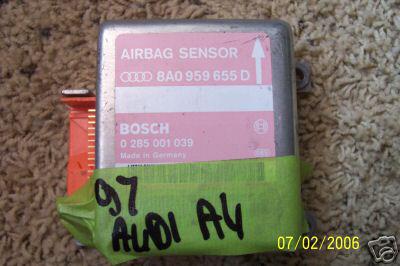 AIRBAG SENSOR
8A0 959 655 D
BOSCH
0 285 001 039
Made in Germany
97
AUDI A4
07/02/2006